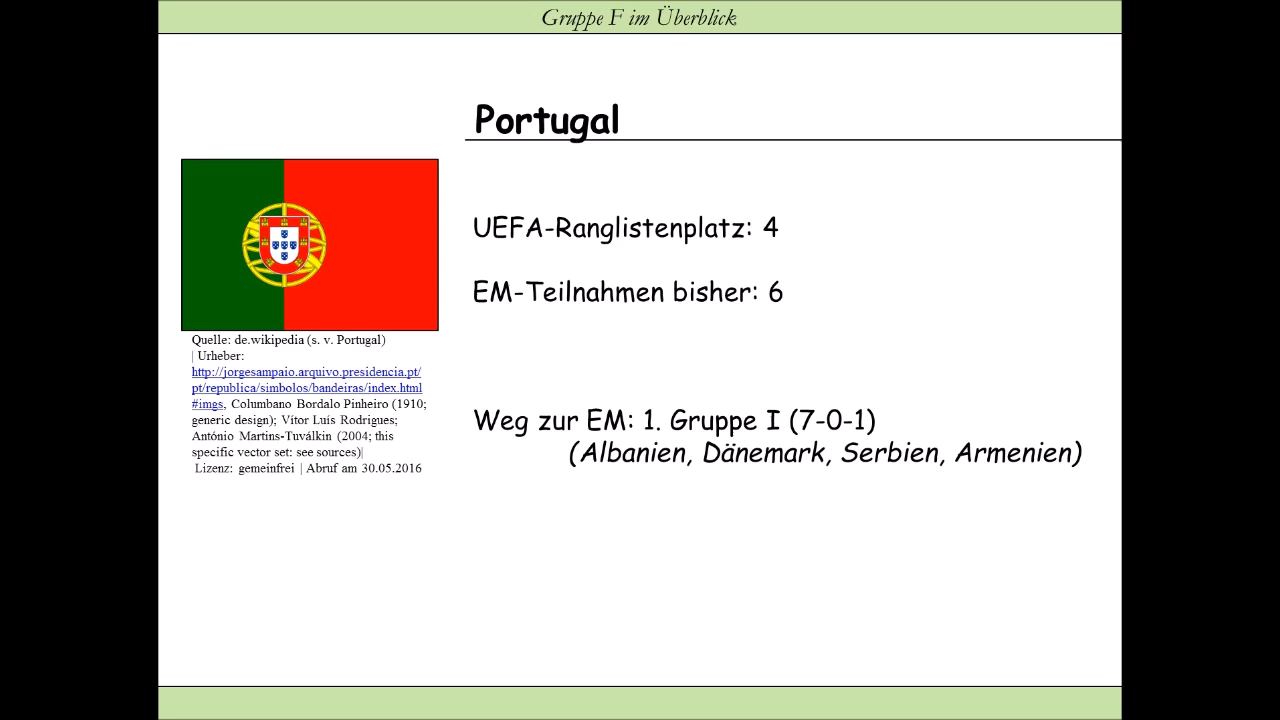 Gruppe F im Überblick
Portugal
UEFA-Ranglistenplatz: 4
EM-Teilnahmen bisher: 6
Weg zur EM: 1. Gruppe I (7-0-1)
(Albanien, Dänemark, Serbien, Armenien)
Quelle: de.wikipedia (s. v. Portugal)
| Urheber:
http://jorgesampaio.arquivo.presidencia.pt/
pt/republica/simbolos/bandeiras/index.html
#imgs, Columbano Bordalo Pinheiro (1910;
generic design); Vítor Luís Rodrigues;
António Martins-Tuválkin (2004; this
specific vector set: see sources)|
Lizenz: gemeinfrei | Abruf am 30.05.2016